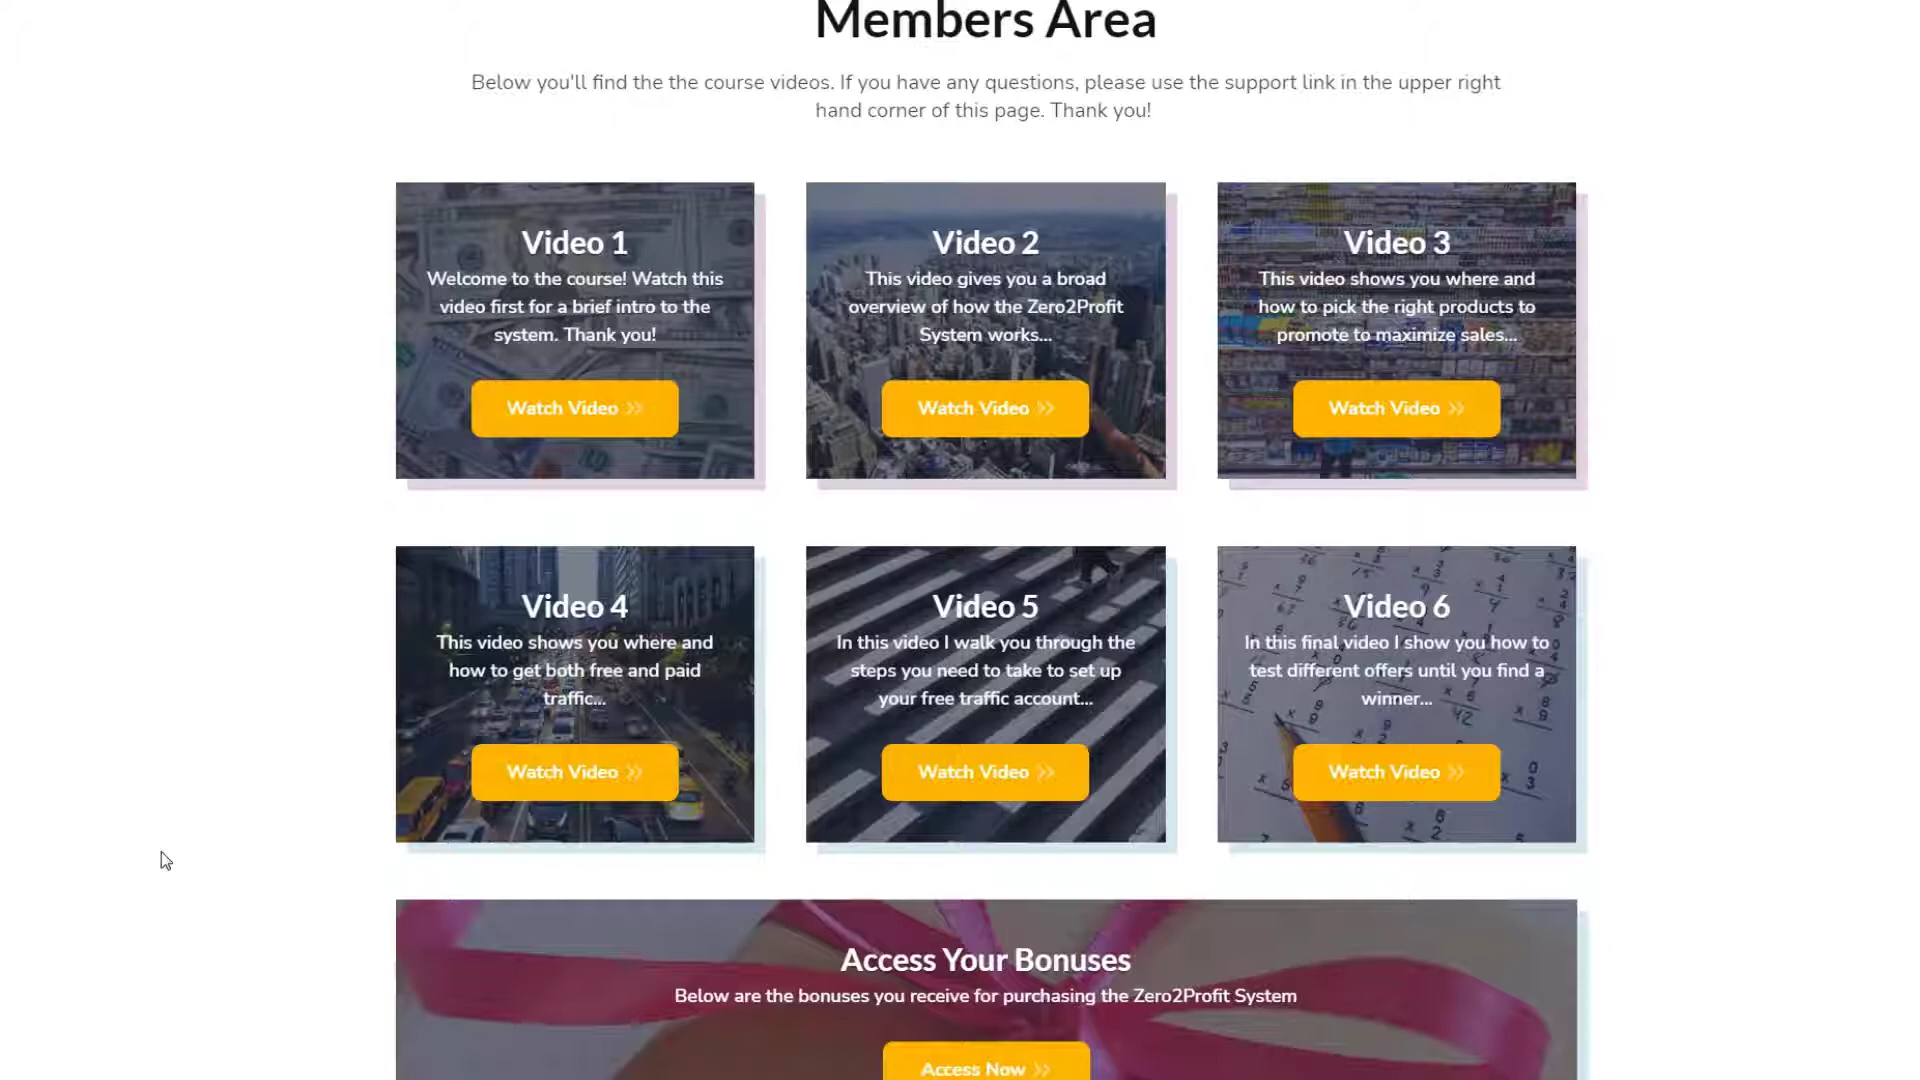 Members Area
Below you'll find the the course videos. If you have any questions, please use the support link in the upper right
hand corner of this page. Thank you!
Video 1
Welcome to the course! Watch this
video first for a brief intro to the
system. Thank you!
Watch Video »
Video 2
This video gives you a broad
overview of how the Zero2Profit
System works...
Watch Video »
Video 3
This video shows you where and
how to pick the right products to
promote to maximize sales...
Watch Video »
Video 4
This video shows you where and
how to get both free and paid
traffic...
Watch Video »
Video 5
In this video I walk you through the
steps you need to take to set up
your free traffic account...
Watch Video »
Video 6
In this final video I show you how to
test different offers until you find a
winner...
Watch Video »
Access Your Bonuses
Below are the bonuses you receive for purchasing the Zero2Profit System
Access Now »